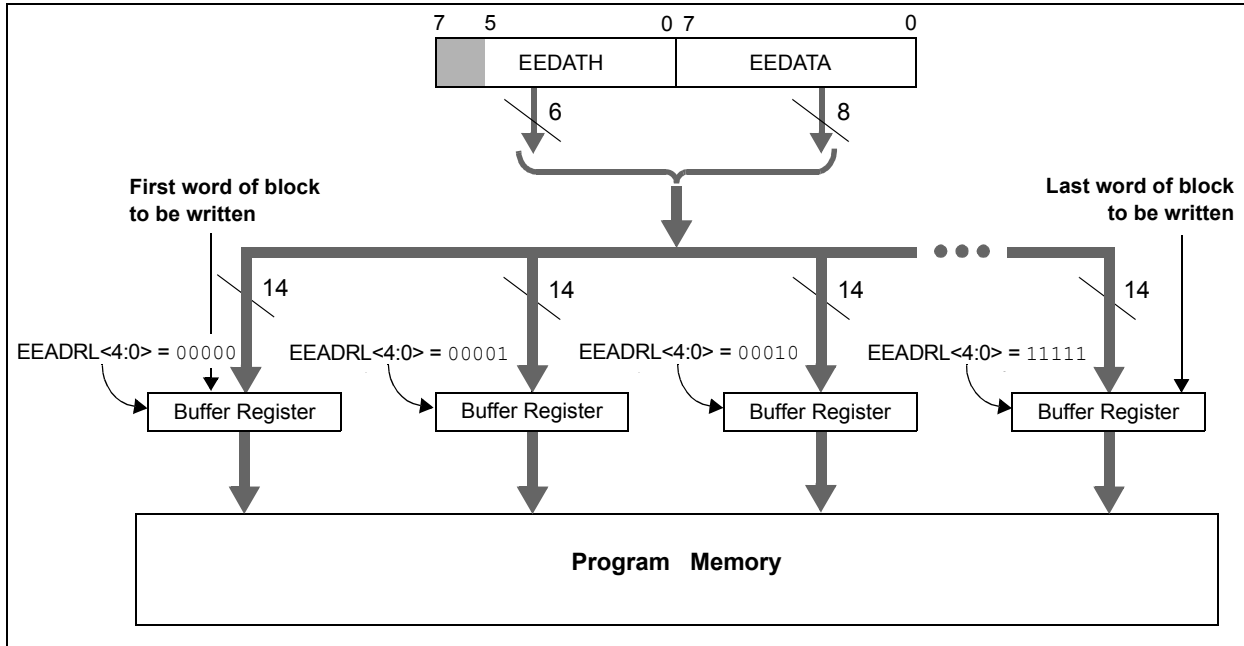 7 5 0 7 0
EEDATH EEDATA
6 8
First word of block
to be written
Last word of block
to be written
14 14 14 14
EEADRL<4:0> = 00000 EEADRL<4:0> = 00001 EEADRL<4:0> = 00010 EEADRL<4:0> = 11111
Buffer Register Buffer Register Buffer Register Buffer Register
Program Memory